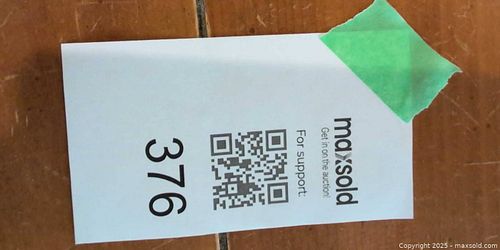 maxsold
Get in on the auction!
For support:
376
Copyright 2025 - maxsold.com